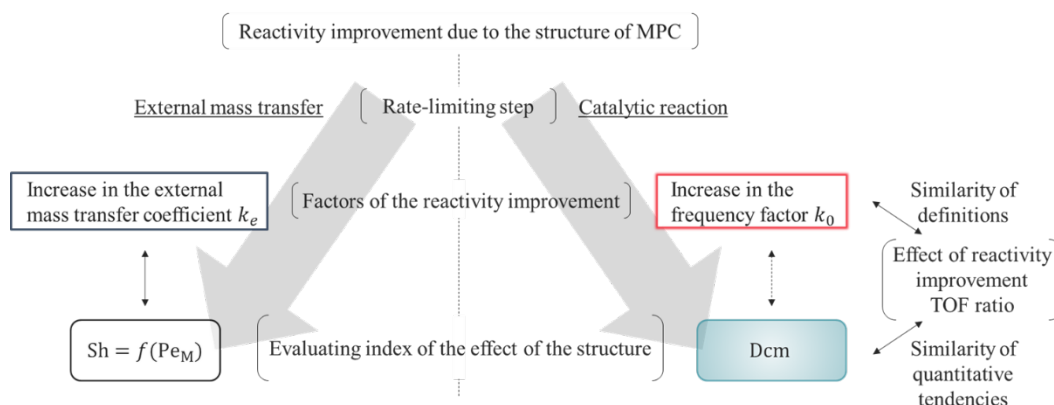 Reactivity improvement due to the structure of MPC
External mass transfer
Rate-limiting step
Catalytic reaction
Increase in the external
mass transfer coefficient kₑ
Factors of the reactivity improvement
Increase in the
frequency factor k₀
Similarity of
definitions
Effect of reactivity
improvement
TOF ratio
Sh = f(Pe_M)
Evaluating index of the effect of the structure
Dcm
Similarity of
quantitative
tendencies